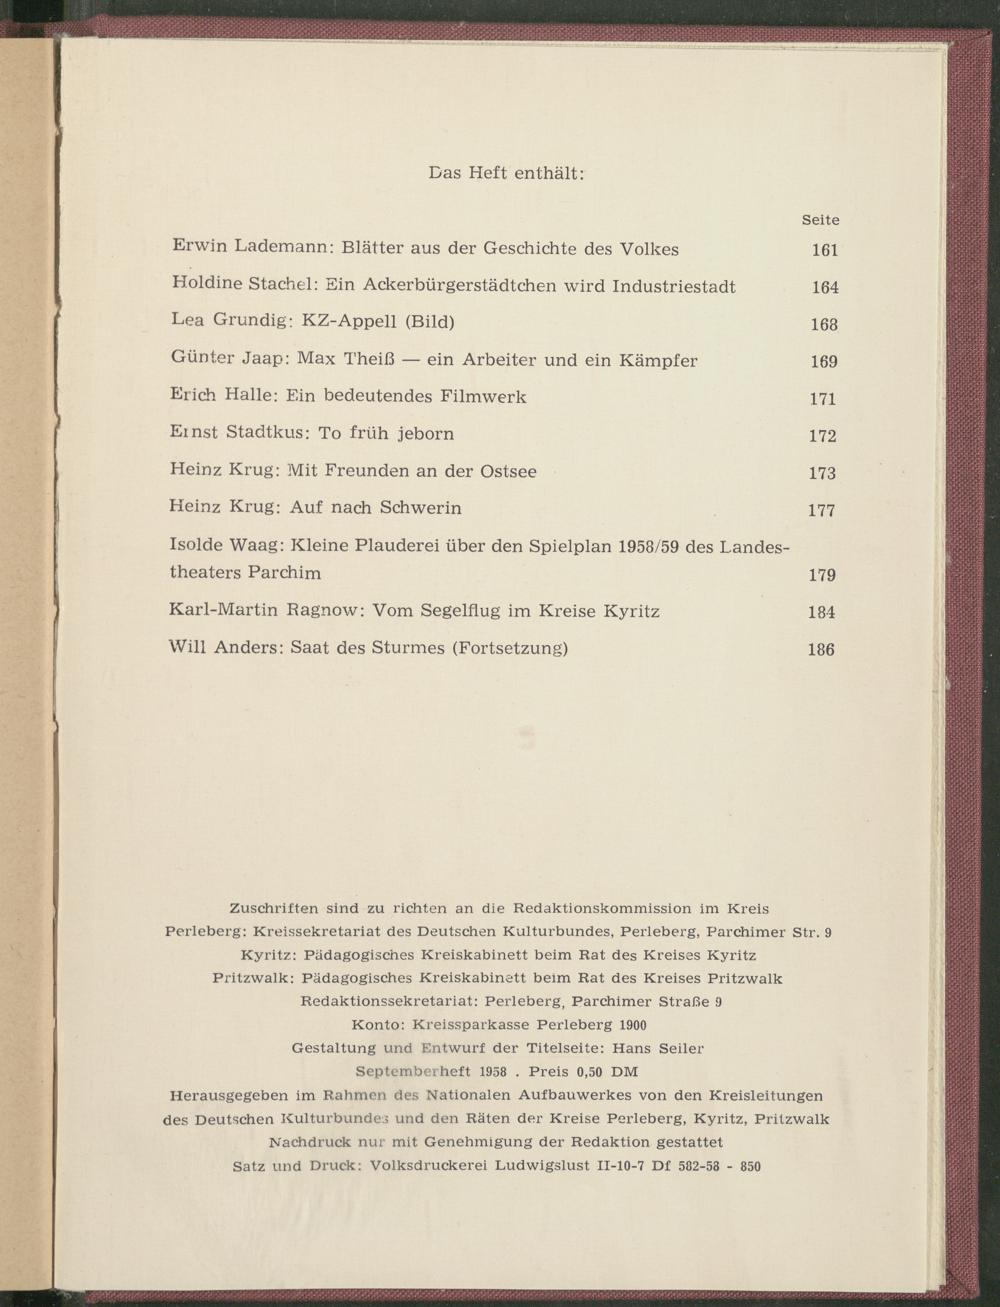 Das Heft enthält:
Seite
Erwin Lademann: Blätter aus der Geschichte des Volkes 161
Holdine Stachel: Ein Ackerbürgerstädtchen wird Industriestadt 164
Lea Grundig: KZ-Appell (Bild) 168
Günter Jaap: Max Theiß — ein Arbeiter und ein Kämpfer 169
Erich Halle: Ein bedeutendes Filmwerk 171
Ernst Stadtkus: To früh jeborn 172
Heinz Krug: Mit Freunden an der Ostsee 173
Heinz Krug: Auf nach Schwerin 177
Isolde Waag: Kleine Plauderei über den Spielplan 1958/59 des Landes-
theaters Parchim 179
Karl-Martin Ragnow: Vom Segelflug im Kreise Kyritz 184
Will Anders: Saat des Sturmes (Fortsetzung) 186
Zuschriften sind zu richten an die Redaktionskommission im Kreis
Perleberg: Kreissekretariat des Deutschen Kulturbundes, Perleberg, Parchimer Str. 9
Kyritz: Pädagogisches Kreiskabinett beim Rat des Kreises Kyritz
Pritzwalk: Pädagogisches Kreiskabinett beim Rat des Kreises Pritzwalk
Redaktionssekretariat: Perleberg, Parchimer Straße 9
Konto: Kreissparkasse Perleberg 1900
Gestaltung und Entwurf der Titelseite: Hans Seiler
Septemberheft 1958 . Preis 0,50 DM
Herausgegeben im Rahmen des Nationalen Aufbauwerkes von den Kreisleitungen
des Deutschen Kulturbundes und den Räten der Kreise Perleberg, Kyritz, Pritzwalk
Nachdruck nur mit Genehmigung der Redaktion gestattet
Satz und Druck: Volksdruckerei Ludwigslust II-10-7 Df 582-58 - 850